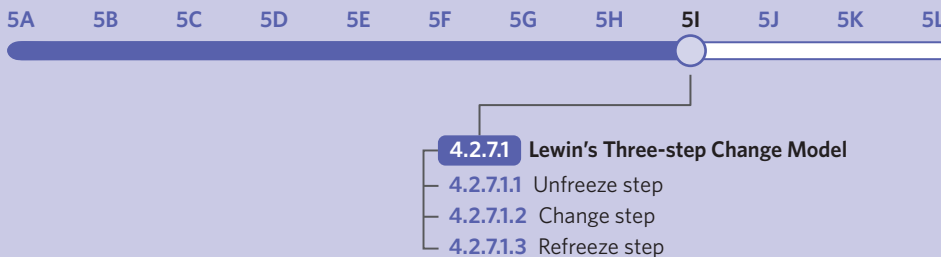 5A 5B 5C 5D 5E 5F 5G 5H 5I 5J 5K 5L
4.2.7.1 Lewin's Three-step Change Model
4.2.7.1.1 Unfreeze step
4.2.7.1.2 Change step
4.2.7.1.3 Refreeze step